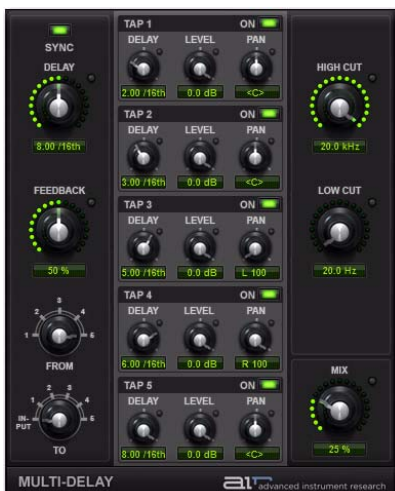 SYNC
DELAY
8.00 /16th
FEEDBACK
50 %
1 2 3 4 5
FROM
IN-
PUT
2 3 4 5
TO
TAP 1 ON
DELAY LEVEL PAN
2.00 /16th 0.0 dB <C>
TAP 2 ON
DELAY LEVEL PAN
3.00 /16th 0.0 dB <C>
TAP 3 ON
DELAY LEVEL PAN
5.00 /16th 0.0 dB L 100
TAP 4 ON
DELAY LEVEL PAN
6.00 /16th 0.0 dB R 100
TAP 5 ON
DELAY LEVEL PAN
8.00 /16th 0.0 dB <C>
HIGH CUT
20.0 kHz
LOW CUT
20.0 Hz
MIX
25 %
MULTI-DELAY
AIR advanced instrument research